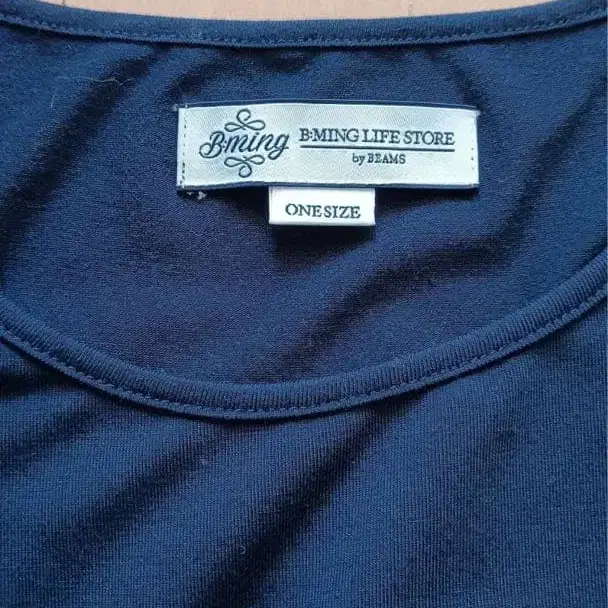 B:ming
B:MING LIFE STORE
by BEAMS
ONE SIZE